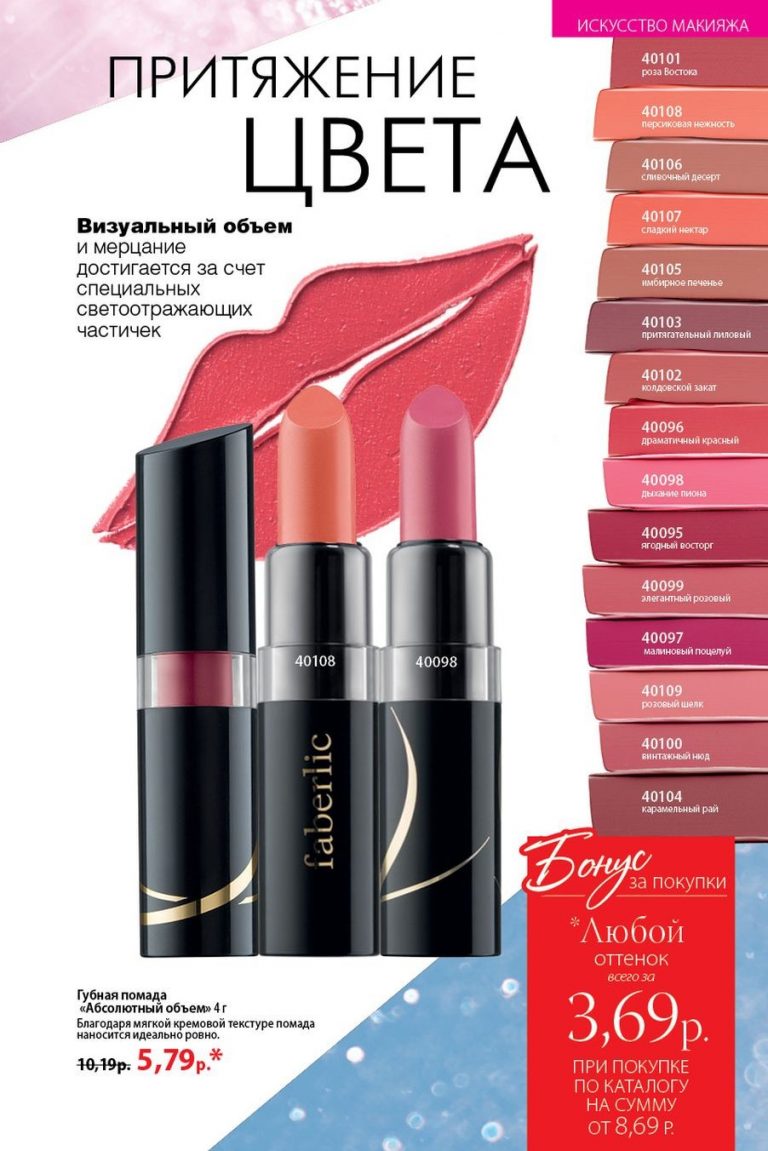 ИСКУССТВО МАКИЯЖА
ПРИТЯЖЕНИЕ
ЦВЕТА
Визуальный объем
и мерцание
достигается за счет
специальных
светоотражающих
частичек
40101
роза Востока
40108
персиковая нежность
40106
сливочный десерт
40107
сладкий нектар
40105
имбирное печенье
40103
притягательный лиловый
40102
колдовской закат
40096
драматичный красный
40098
дыхание пиона
40095
ягодный восторг
40099
элегантный розовый
40097
малиновый поцелуй
40109
розовый шелк
40100
винтажный нюд
40104
карамельный рай
40108
40098
faberlic
Губная помада
«Абсолютный объем» 4 г
Благодаря мягкой кремовой текстуре помада
наносится идеально ровно.
10,19р. 5,79р.*
Бонус
за покупки
*Любой
оттенок
всего за
3,69р.
ПРИ ПОКУПКЕ
ПО КАТАЛОГУ
НА СУММУ
ОТ 8,69 Р.